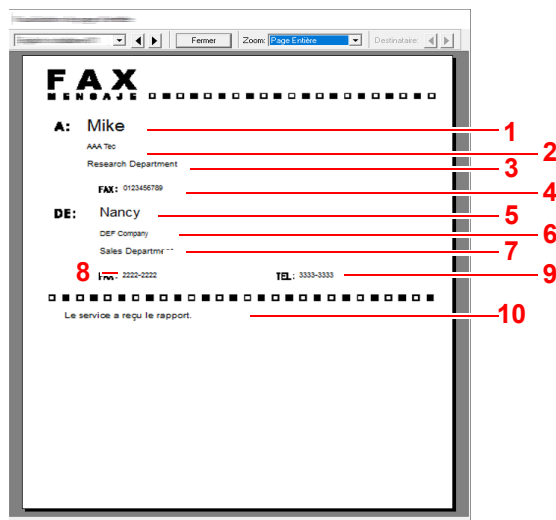 Fermer Zoom: Page Entière Destinataire:
FAX
MENSAJE
A: Mike
1
AAA Tec
2
Research Department
3
FAX: 0123456789
4
DE: Nancy
5
DEF Company
6
Sales Department
7
8 FAX: 2222-2222 TEL: 3333-3333
9
Le service a reçu le rapport.
10